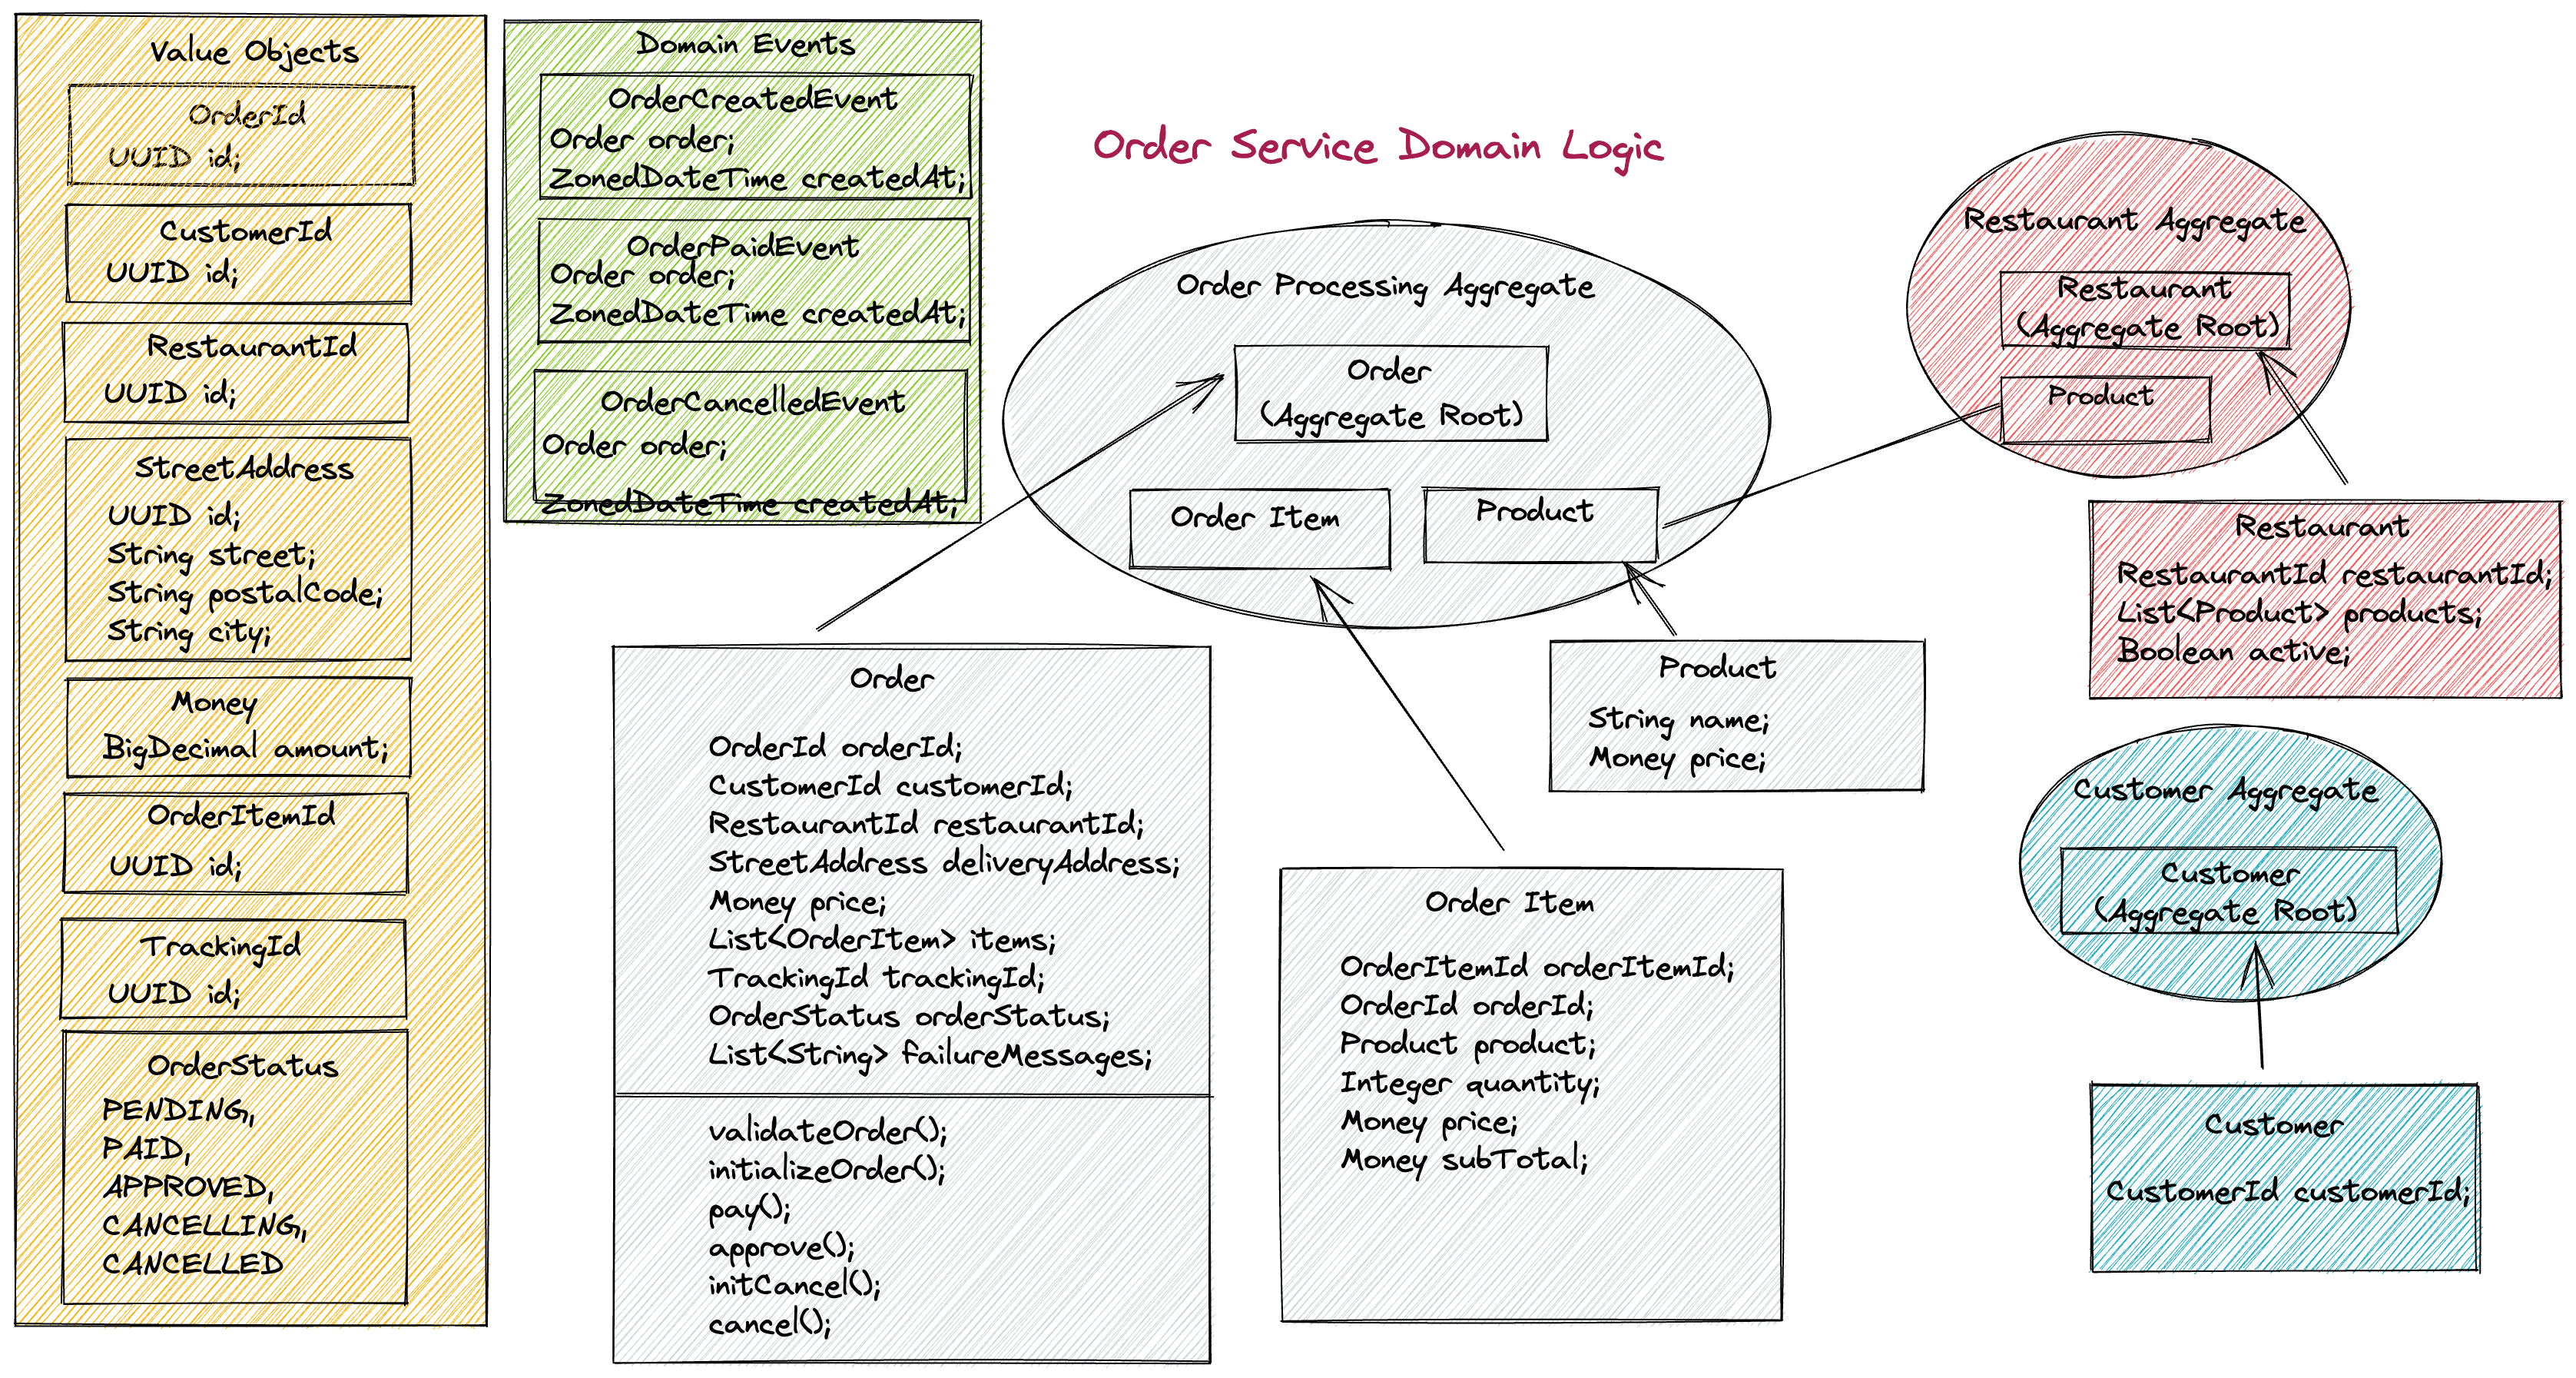 Value Objects
OrderId
UUID id;
CustomerId
UUID id;
RestaurantId
UUID id;
StreetAddress
UUID id;
String street;
String postalCode;
String city;
Money
BigDecimal amount;
OrderItemId
UUID id;
TrackingId
UUID id;
OrderStatus
PENDING,
PAID,
APPROVED,
CANCELLING,
CANCELLED
Domain Events
OrderCreatedEvent
Order order;
ZonedDateTime createdAt;
OrderPaidEvent
Order order;
ZonedDateTime createdAt;
OrderCancelledEvent
Order order;
ZonedDateTime createdAt;
Order Service Domain Logic
Order Processing Aggregate
Order
(Aggregate Root)
Order Item
Product
Restaurant Aggregate
Restaurant
(Aggregate Root)
Product
Order
OrderId orderId;
CustomerId customerId;
RestaurantId restaurantId;
StreetAddress deliveryAddress;
Money price;
List<OrderItem> items;
TrackingId trackingId;
OrderStatus orderStatus;
List<String> failureMessages;
validateOrder();
initializeOrder();
pay();
approve();
initCancel();
cancel();
Product
String name;
Money price;
Order Item
OrderItemId orderItemId;
OrderId orderId;
Product product;
Integer quantity;
Money price;
Money subTotal;
Restaurant
RestaurantId restaurantId;
List<Product> products;
Boolean active;
Customer Aggregate
Customer
(Aggregate Root)
Customer
CustomerId customerId;